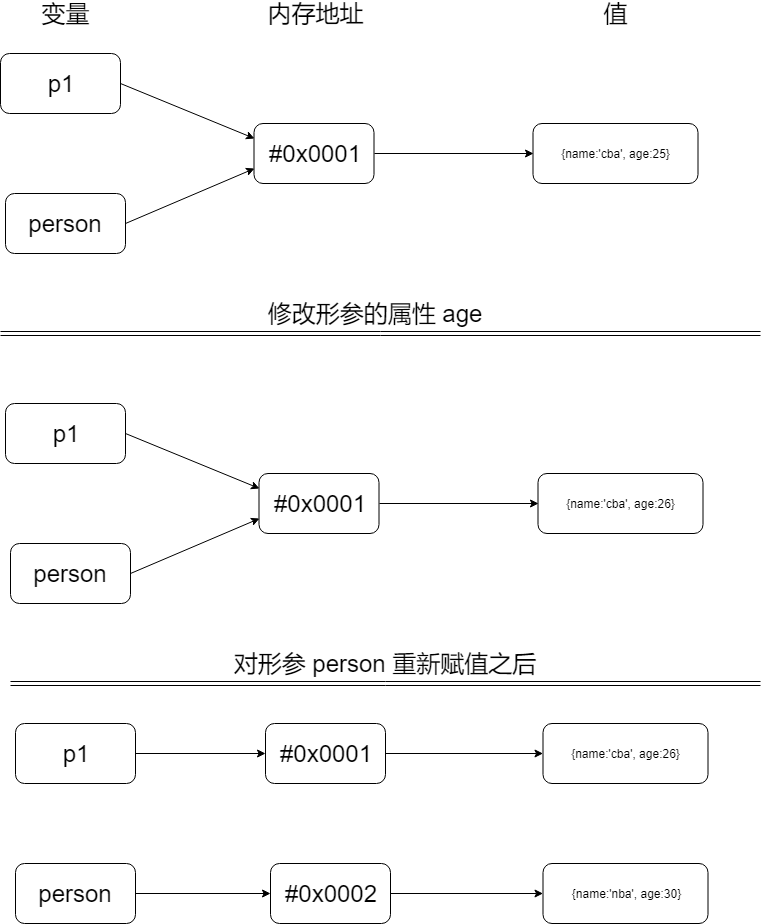 变量 内存地址 值
p1
#0x0001 {name:'cba', age:25}
person
修改形参的属性 age
p1
#0x0001 {name:'cba', age:26}
person
对形参 person 重新赋值之后
p1 #0x0001 {name:'cba', age:26}
person #0x0002 {name:'nba', age:30}